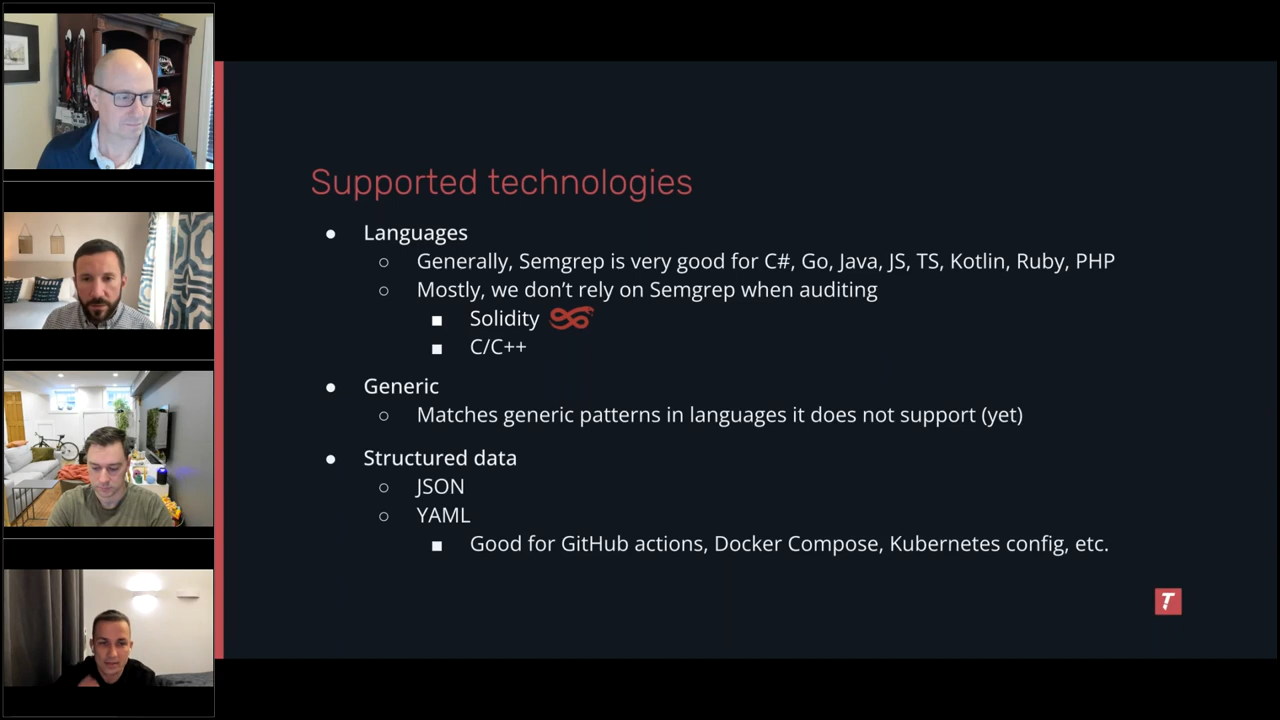 Supported technologies
● Languages
○ Generally, Semgrep is very good for C#, Go, Java, JS, TS, Kotlin, Ruby, PHP
○ Mostly, we don’t rely on Semgrep when auditing
■ Solidity
■ C/C++
● Generic
○ Matches generic patterns in languages it does not support (yet)
● Structured data
○ JSON
○ YAML
■ Good for GitHub actions, Docker Compose, Kubernetes config, etc.